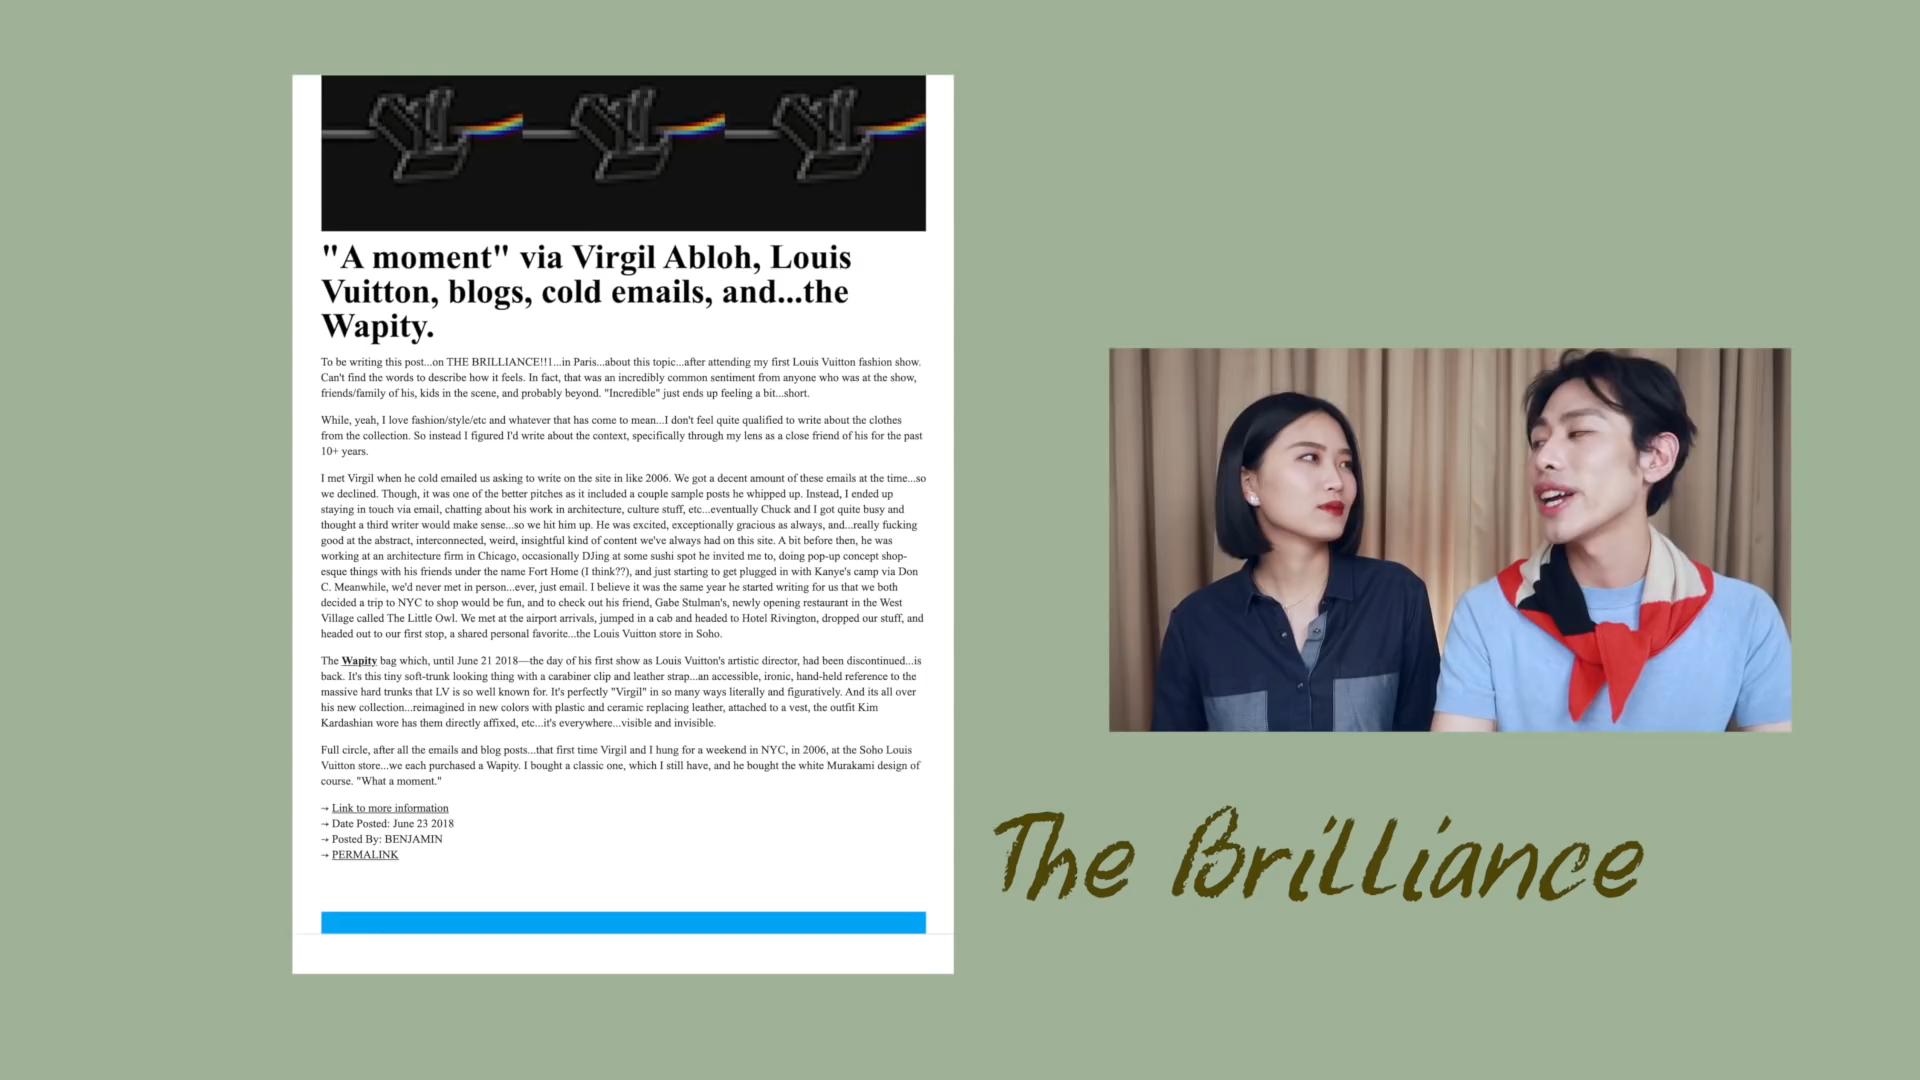 "A moment" via Virgil Abloh, Louis
Vuitton, blogs, cold emails, and...the
Wapity.
To be writing this post...on THE BRILLIANCE!!1...in Paris...about this topic...after attending my first Louis Vuitton fashion show.
Can't find the words to describe how it feels. In fact, that was an incredibly common sentiment from anyone who was at the show,
friends/family of his, kids in the scene, and probably beyond. "Incredible" just ends up feeling a bit...short.
While, yeah, I love fashion/style/etc and whatever that has come to mean...I don't feel quite qualified to write about the clothes
from the collection. So instead I figured I'd write about the context, specifically through my lens as a close friend of his for the past
10+ years.
I met Virgil when he cold emailed us asking to write on the site in like 2006. We got a decent amount of these emails at the time...so
we declined. Though, it was one of the better pitches as it included a couple sample posts he whipped up. Instead, I ended up
staying in touch via email, chatting about his work in architecture, culture stuff, etc...eventually Chuck and I got quite busy and
thought a third writer would make sense...so we hit him up. He was excited, exceptionally gracious as always, and...really fucking
good at the abstract, interconnected, weird, insightful kind of content we've always had on this site. A bit before then, he was
working at an architecture firm in Chicago, occasionally DJing at some sushi spot he invited me to, doing pop-up concept shop-
esque things with his friends under the name Fort Home (I think??), and just starting to get plugged in with Kanye's camp via Don
C. Meanwhile, we'd never met in person...ever, just email. I believe it was the same year he started writing for us that we both
decided a trip to NYC to shop would be fun, and to check out his friend, Gabe Stulman's, newly opening restaurant in the West
Village called The Little Owl. We met at the airport arrivals, jumped in a cab and headed to Hotel Rivington, dropped our stuff, and
headed out to our first stop, a shared personal favorite...the Louis Vuitton store in Soho.
The Wapity bag which, until June 21 2018—the day of his first show as Louis Vuitton's artistic director, had been discontinued...is
back. It's this tiny soft-trunk looking thing with a carabiner clip and leather strap...an accessible, ironic, hand-held reference to the
massive hard trunks that LV is so well known for. It's perfectly "Virgil" in so many ways literally and figuratively. And its all over
his new collection...reimagined in new colors with plastic and ceramic replacing leather, attached to a vest, the outfit Kim
Kardashian wore has them directly affixed, etc...it's everywhere...visible and invisible.
Full circle, after all the emails and blog posts...that first time Virgil and I hung for a weekend in NYC, in 2006, at the Soho Louis
Vuitton store...we each purchased a Wapity. I bought a classic one, which I still have, and he bought the white Murakami design of
course. "What a moment."
→ Link to more information
→ Date Posted: June 23 2018
→ Posted By: BENJAMIN
→ PERMALINK
The Brilliance